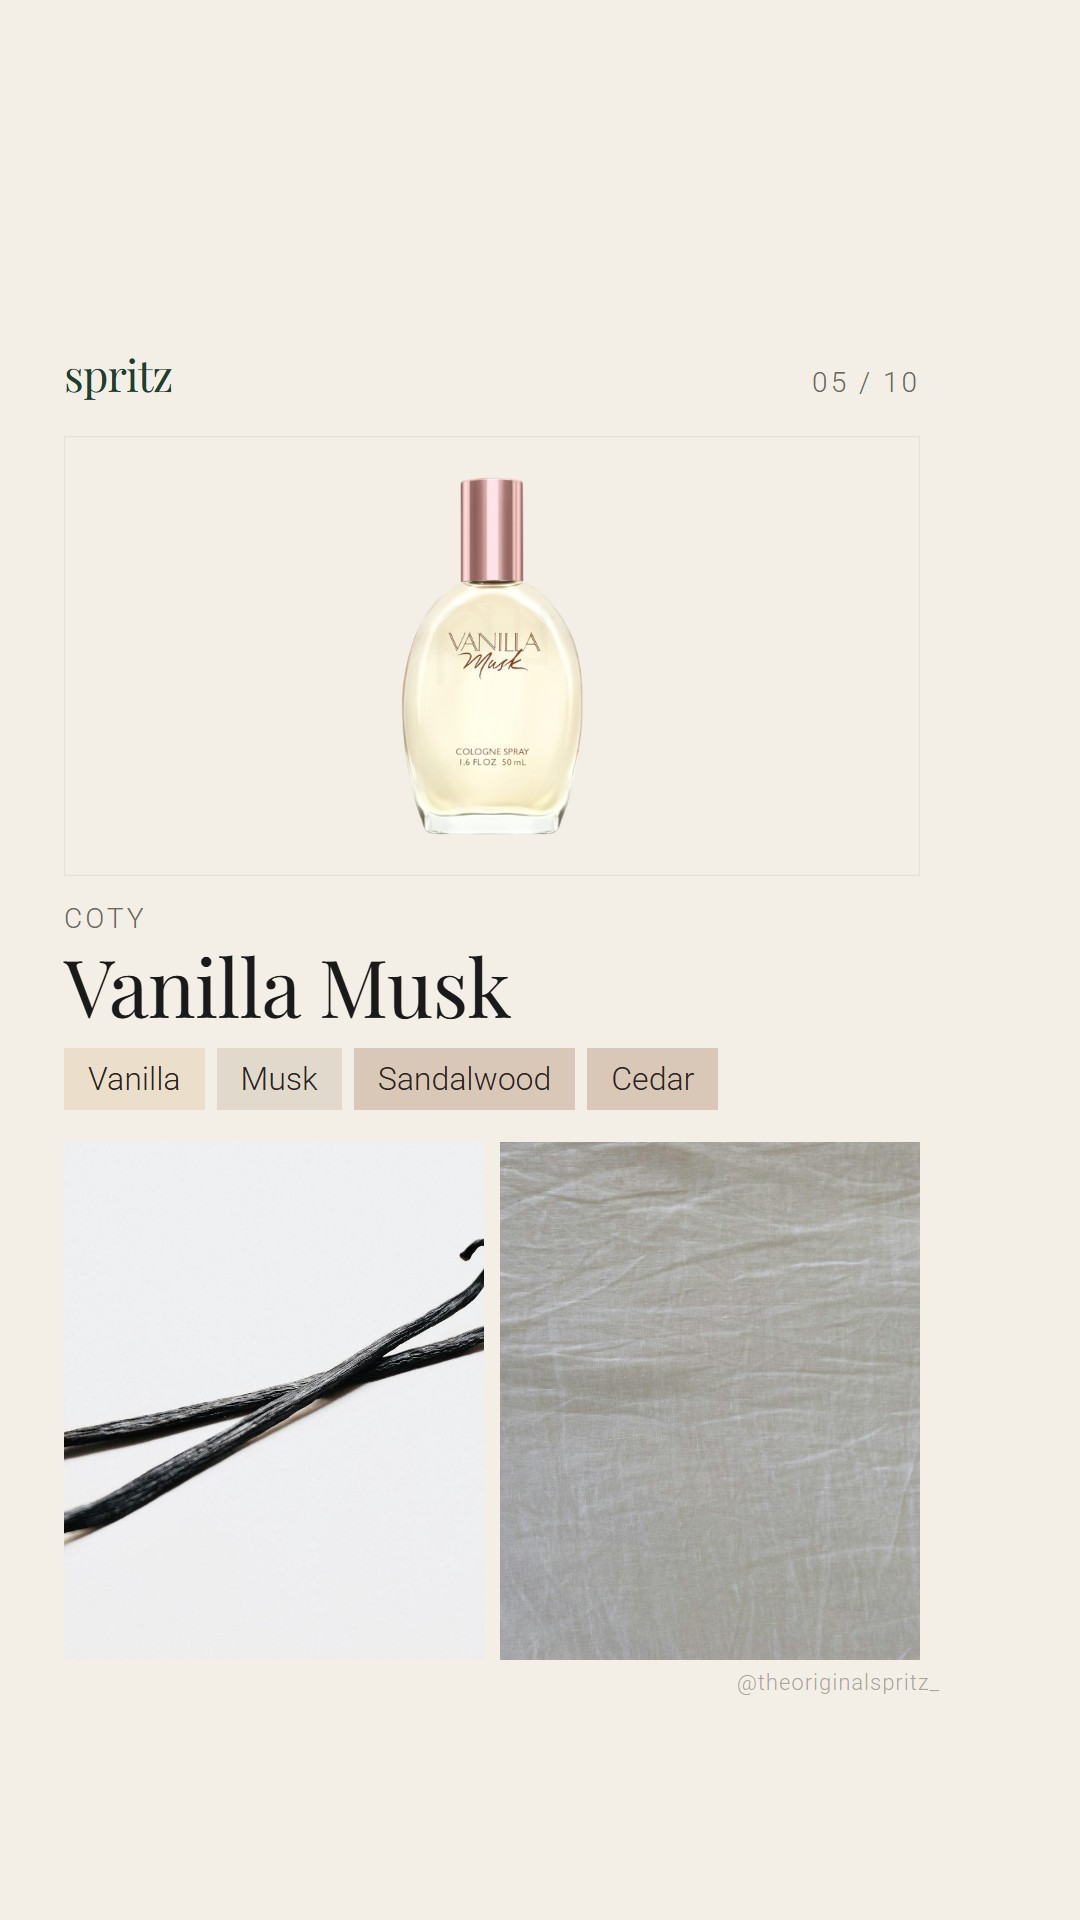 spritz
05 / 10
VANILLA
Musk
COLOGNE SPRAY
1.6 FL OZ 50 mL
COTY
Vanilla Musk
Vanilla Musk Sandalwood Cedar
@theoriginalspritz_